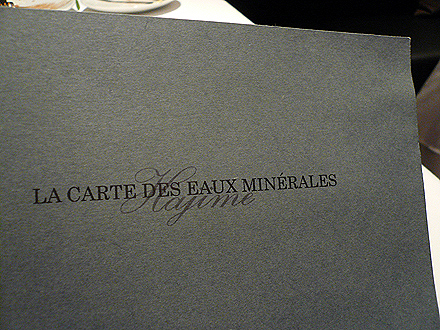 LA CARTE DES EAUX MINÉRALES
Hajime